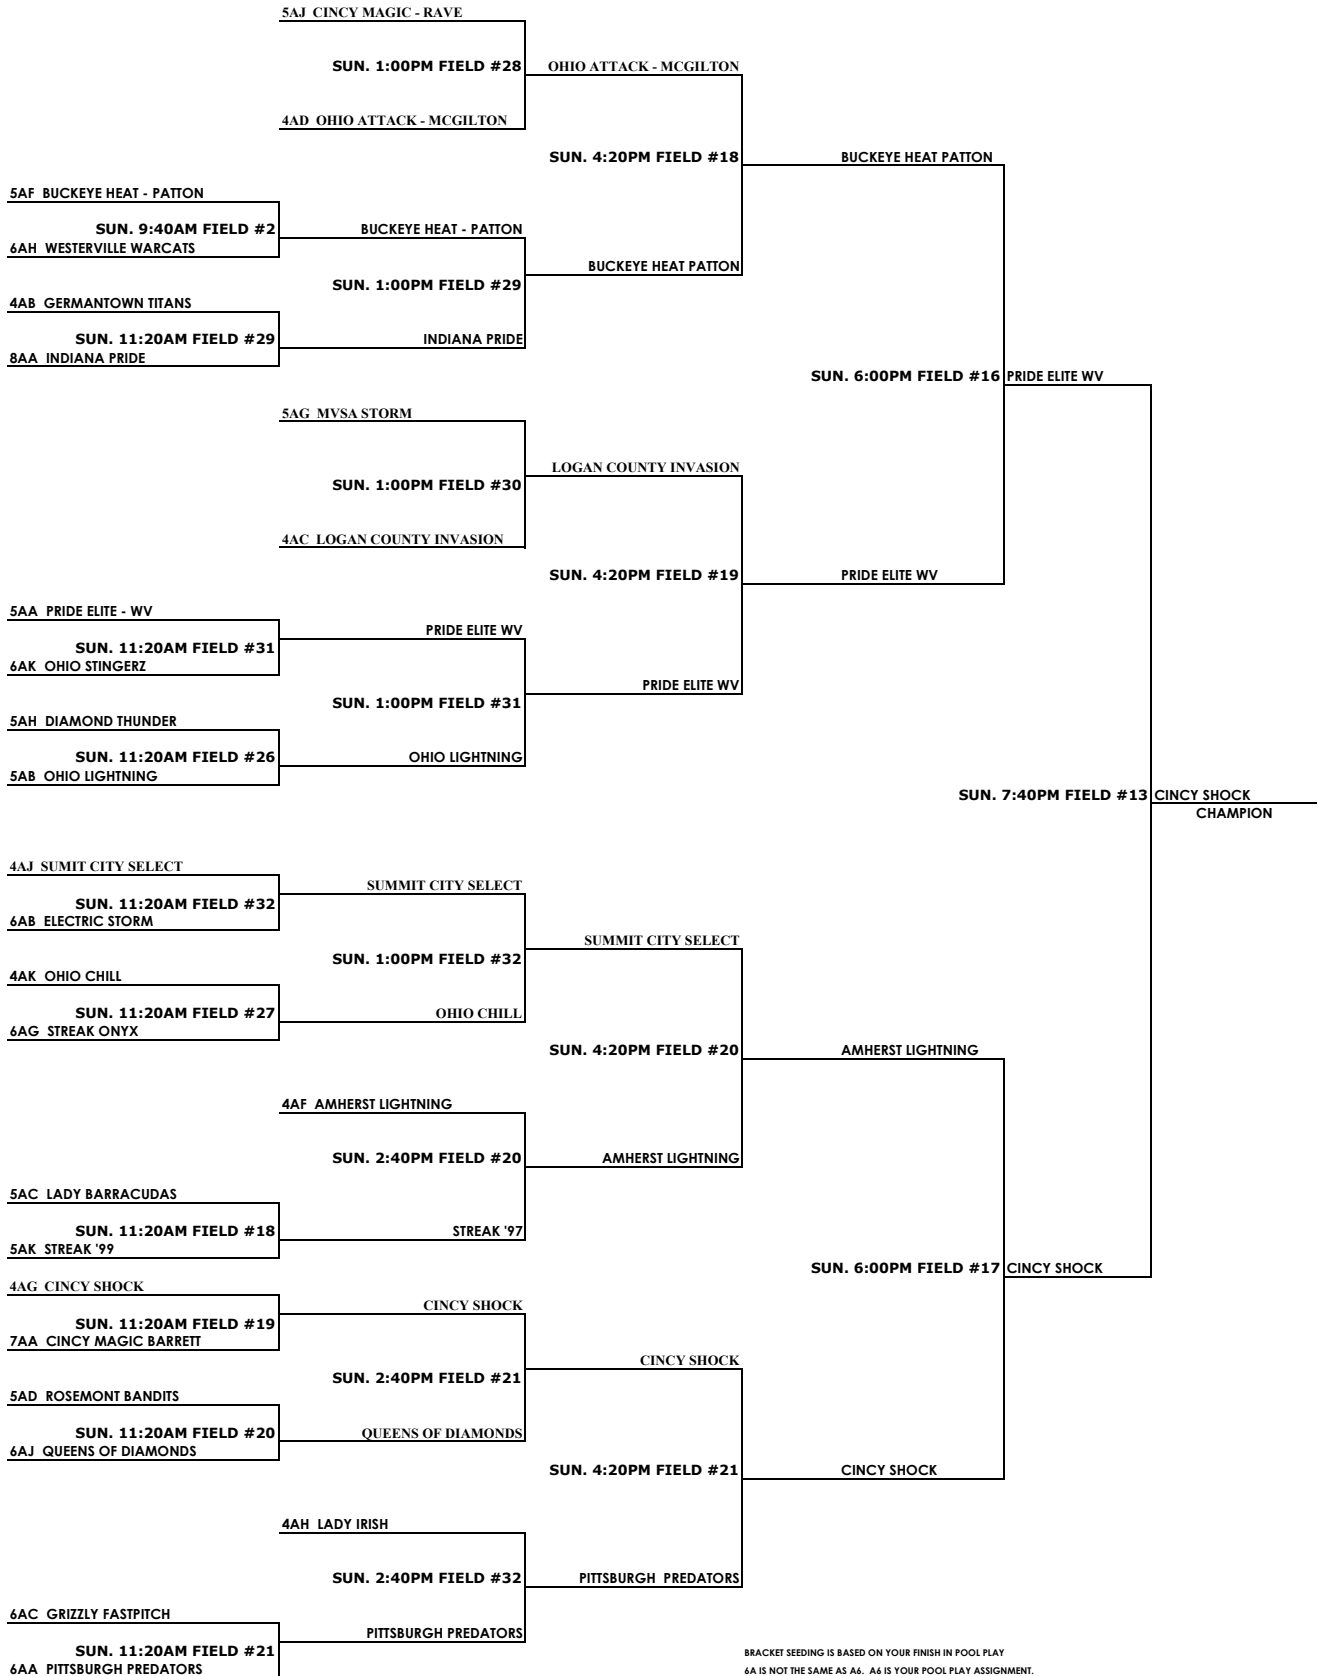 5AJ  CINCY MAGIC - RAVE
SUN. 1:00PM FIELD #28
OHIO ATTACK - MCGILTON
4AD  OHIO ATTACK - MCGILTON
SUN. 4:20PM FIELD #18
BUCKEYE HEAT PATTON
5AF  BUCKEYE HEAT - PATTON
SUN. 9:40AM FIELD #2
BUCKEYE HEAT - PATTON
6AH  WESTERVILLE WARCATS
BUCKEYE HEAT PATTON
SUN. 1:00PM FIELD #29
4AB  GERMANTOWN TITANS
SUN. 11:20AM FIELD #29
INDIANA PRIDE
8AA  INDIANA PRIDE
SUN. 6:00PM FIELD #16
PRIDE ELITE WV
5AG  MVSA STORM
LOGAN COUNTY INVASION
SUN. 1:00PM FIELD #30
4AC  LOGAN COUNTY INVASION
SUN. 4:20PM FIELD #19
PRIDE ELITE WV
5AA  PRIDE ELITE - WV
PRIDE ELITE WV
SUN. 11:20AM FIELD #31
6AK  OHIO STINGERZ
PRIDE ELITE WV
SUN. 1:00PM FIELD #31
5AH  DIAMOND THUNDER
SUN. 11:20AM FIELD #26
OHIO LIGHTNING
5AB  OHIO LIGHTNING
SUN. 7:40PM FIELD #13
CINCY SHOCK
CHAMPION
4AJ  SUMIT CITY SELECT
SUMMIT CITY SELECT
SUN. 11:20AM FIELD #32
6AB  ELECTRIC STORM
SUMMIT CITY SELECT
SUN. 1:00PM FIELD #32
4AK  OHIO CHILL
SUN. 11:20AM FIELD #27
OHIO CHILL
6AG  STREAK ONYX
SUN. 4:20PM FIELD #20
AMHERST LIGHTNING
4AF  AMHERST LIGHTNING
SUN. 2:40PM FIELD #20
AMHERST LIGHTNING
5AC  LADY BARRACUDAS
SUN. 11:20AM FIELD #18
STREAK '97
5AK  STREAK '99
SUN. 6:00PM FIELD #17
CINCY SHOCK
4AG  CINCY SHOCK
CINCY SHOCK
SUN. 11:20AM FIELD #19
7AA  CINCY MAGIC BARRETT
CINCY SHOCK
SUN. 2:40PM FIELD #21
5AD  ROSEMONT BANDITS
SUN. 11:20AM FIELD #20
QUEENS OF DIAMONDS
6AJ  QUEENS OF DIAMONDS
SUN. 4:20PM FIELD #21
CINCY SHOCK
4AH  LADY IRISH
SUN. 2:40PM FIELD #32
PITTSBURGH  PREDATORS
6AC  GRIZZLY FASTPITCH
PITTSBURGH PREDATORS
SUN. 11:20AM FIELD #21
6AA  PITTSBURGH PREDATORS
BRACKET SEEDING IS BASED ON YOUR FINISH IN POOL PLAY
6A IS NOT THE SAME AS A6.  A6 IS YOUR POOL PLAY ASSIGNMENT.